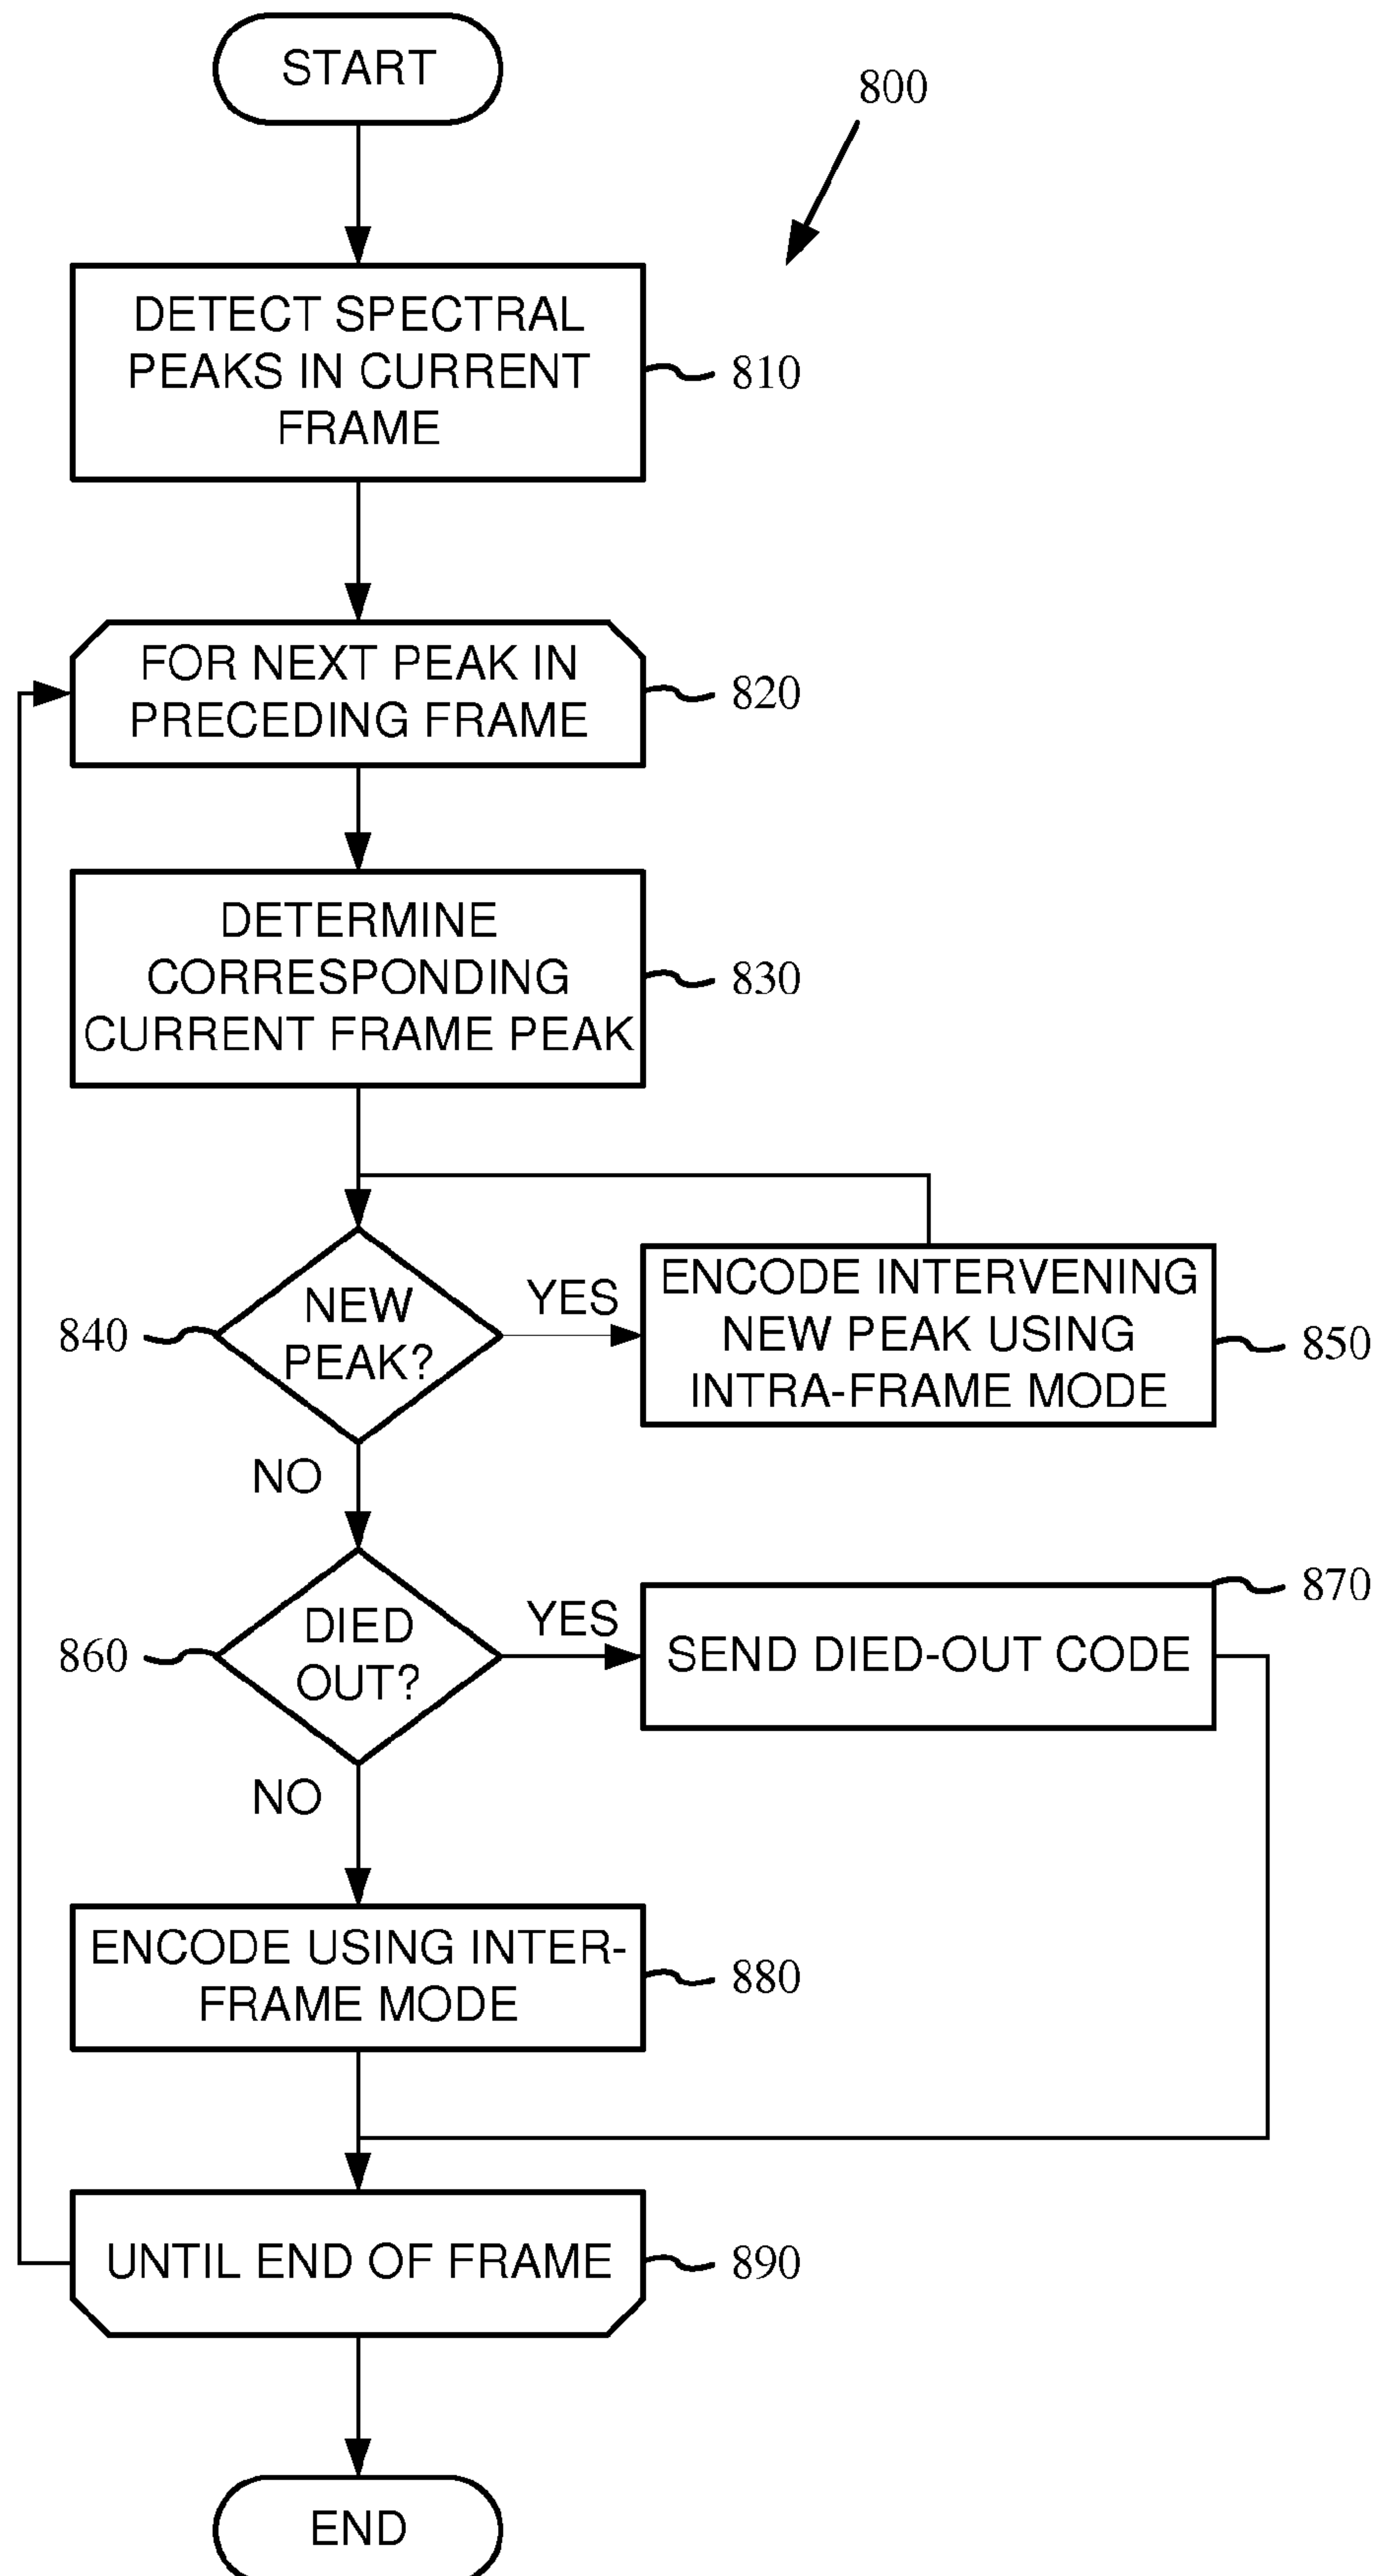 START
800
DETECT SPECTRAL
PEAKS IN CURRENT
FRAME
810
FOR NEXT PEAK IN
PRECEDING FRAME
820
DETERMINE
CORRESPONDING
CURRENT FRAME PEAK
830
NEW
PEAK?
840
YES
ENCODE INTERVENING
NEW PEAK USING
INTRA-FRAME MODE
850
NO
DIED
OUT?
860
YES
SEND DIED-OUT CODE
870
NO
ENCODE USING INTER-
FRAME MODE
880
UNTIL END OF FRAME
890
END